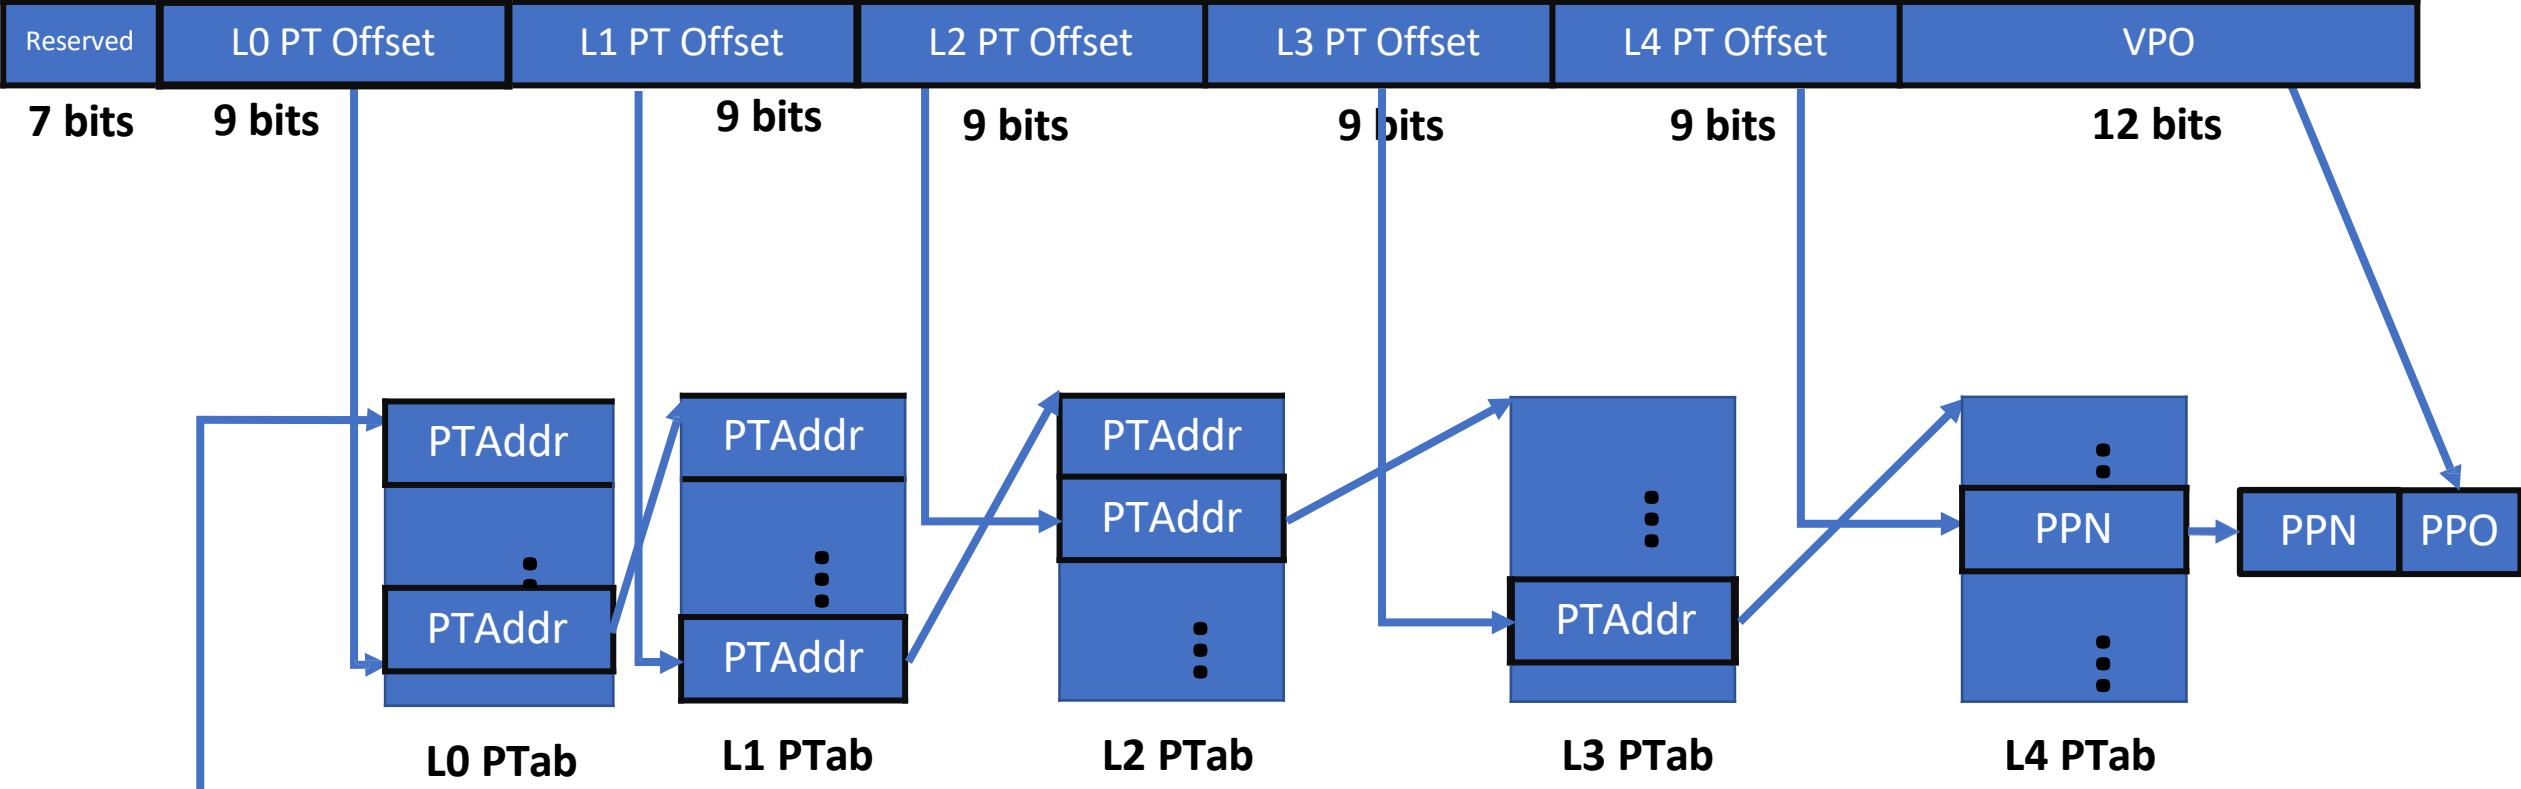 Reserved L0 PT Offset L1 PT Offset L2 PT Offset L3 PT Offset L4 PT Offset VPO
7 bits 9 bits 9 bits 9 bits 9 bits 9 bits 12 bits
PTAddr PTAddr PTAddr
PTAddr PPN PPN PPO
PTAddr PTAddr PTAddr
L0 PTab L1 PTab L2 PTab L3 PTab L4 PTab